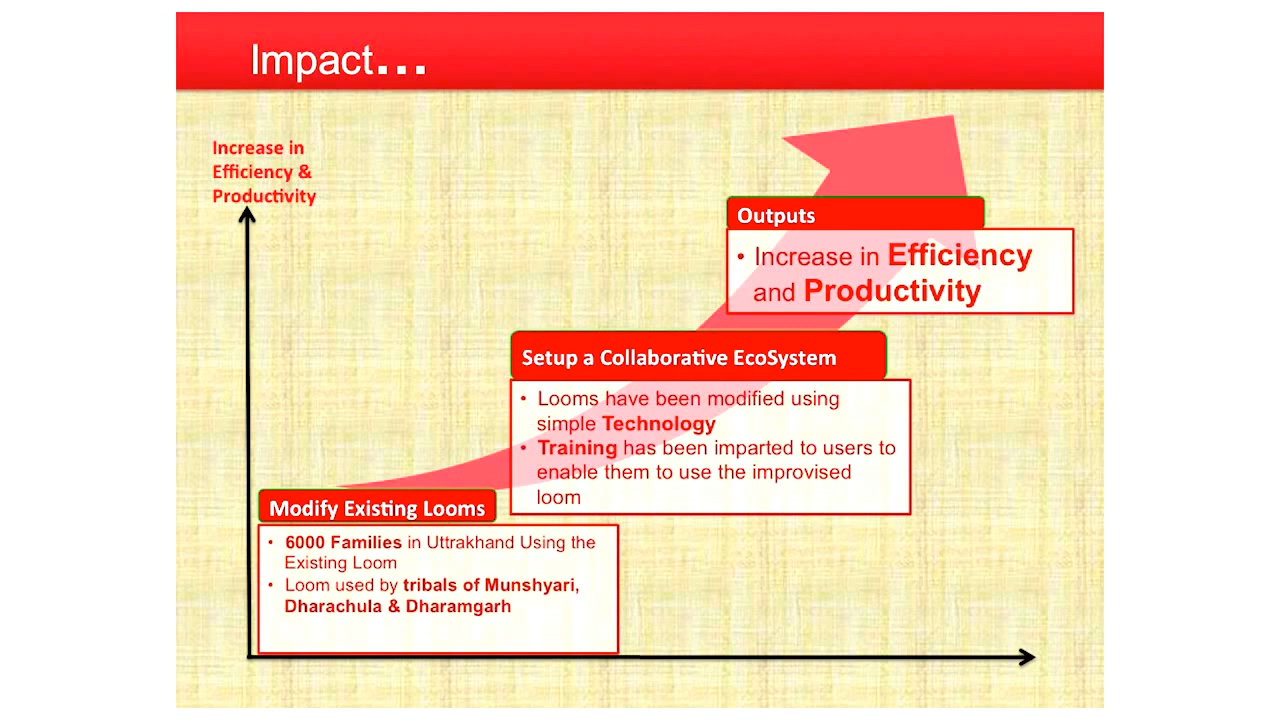 Impact...
Increase in
Efficiency &
Productivity
Outputs
• Increase in Efficiency
and Productivity
Setup a Collaborative EcoSystem
• Looms have been modified using
simple Technology
• Training has been imparted to users to
enable them to use the improvised
loom
Modify Existing Looms
• 6000 Families in Uttrakhand Using the
Existing Loom
• Loom used by tribals of Munshyari,
Dharachula & Dharamgarh